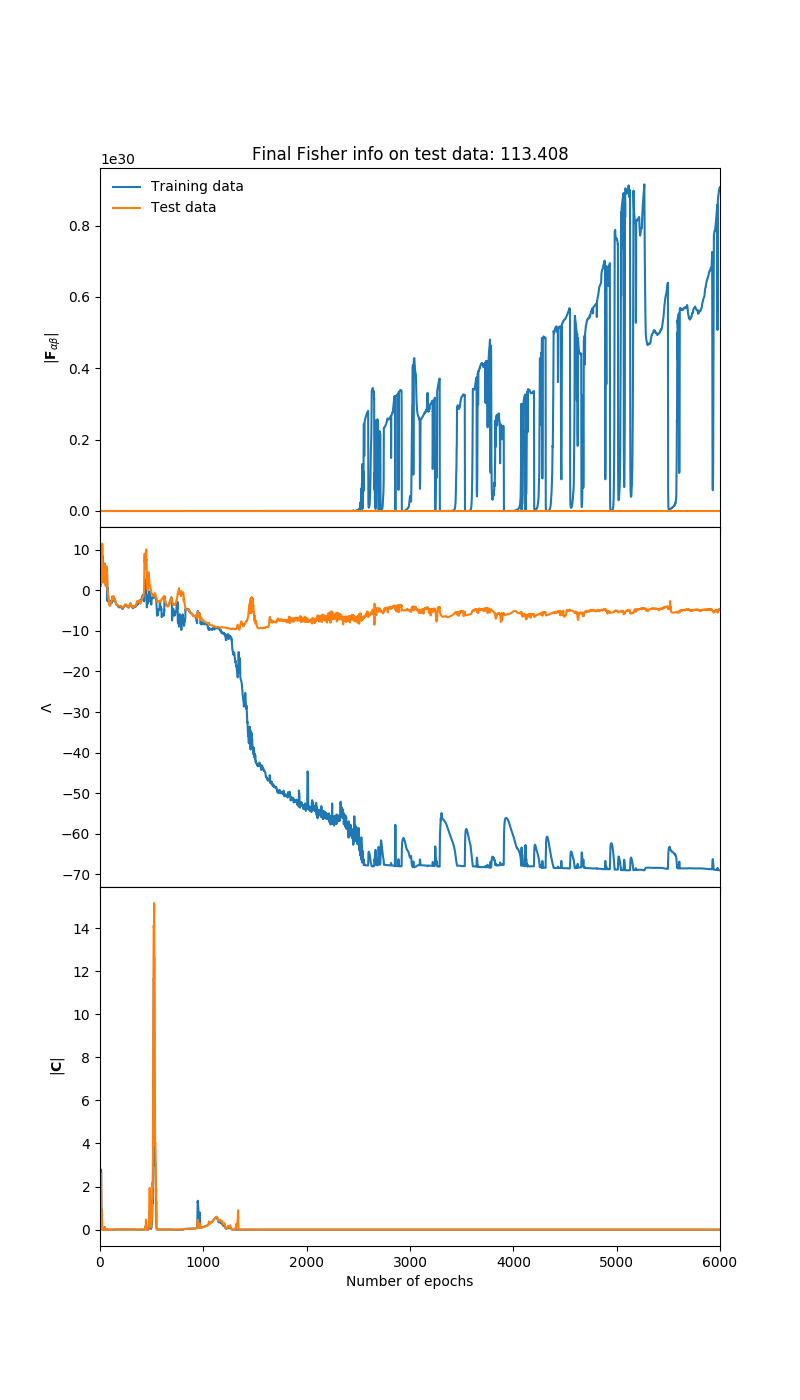 Final Fisher info on test data: 113.408
1e30
Training data
Test data
0.8
0.6
0.4
0.2
0.0
|F_{αβ}|
10
0
−10
−20
−30
−40
−50
−60
−70
Λ
14
12
10
8
6
4
2
0
|C|
0 1000 2000 3000 4000 5000 6000
Number of epochs